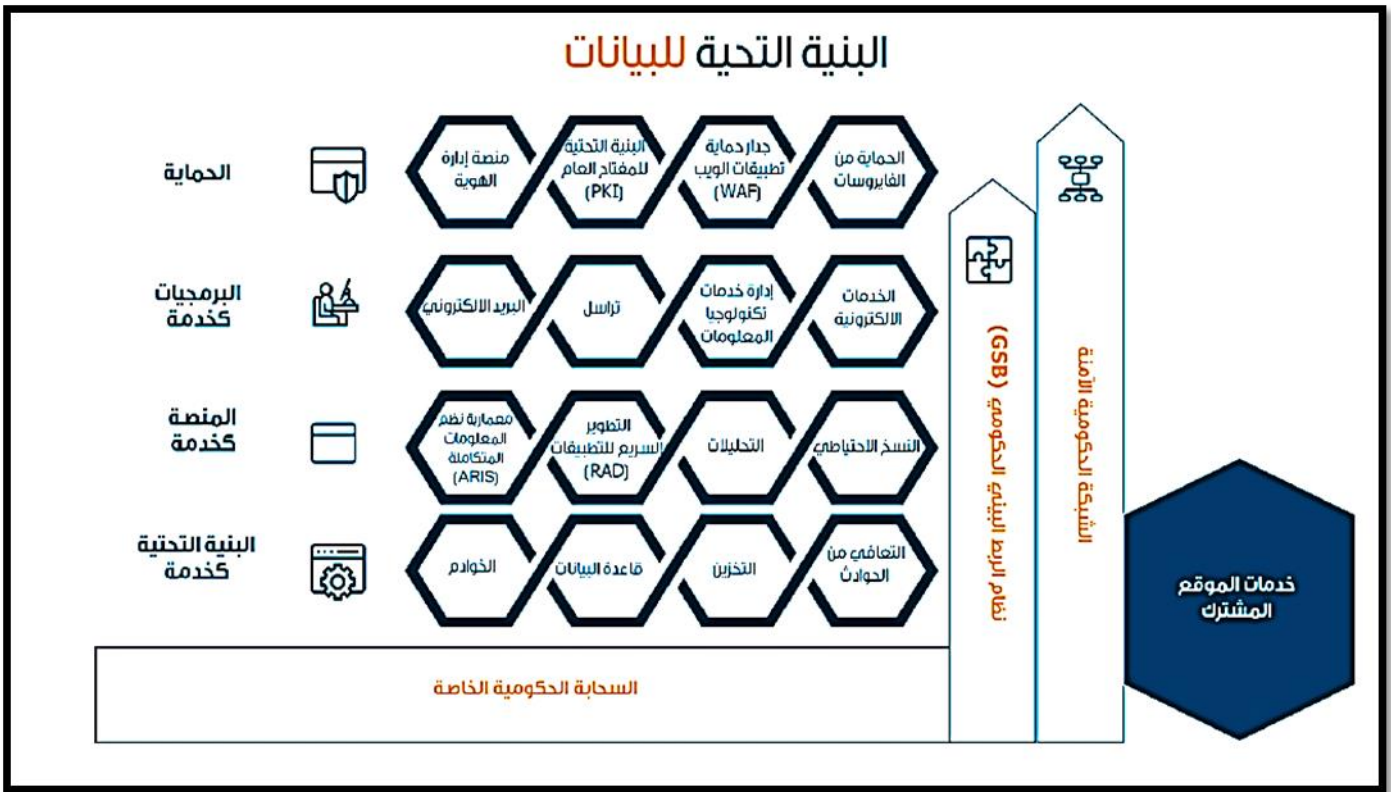 البنية التحية للبيانات
الحماية
منصة إدارة
الهوية
البنية التحتية
للمفتاح العام
(PKI)
جدار حماية
تطبيقات الويب
(WAF)
الحماية من
الفايروسات
البرمجيات
كخدمة
البريد الالكتروني
تراسل
إدارة خدمات
تكنولوجيا
المعلومات
الخدمات
الالكترونية
المنصة
كخدمة
معمارية نظم
المعلومات
المتكاملة
(ARIS)
التطوير
السريع للتطبيقات
(RAD)
التحليلات
النسخ الاحتياطي
البنية التحتية
كخدمة
الخوادم
قاعدة البيانات
التخزين
التعافي من
الحوادث
السحابة الحكومية الخاصة
نظام الربط البيني الحكومي (GSB)
الشبكة الحكومية الآمنة
خدمات الموقع
المشترك